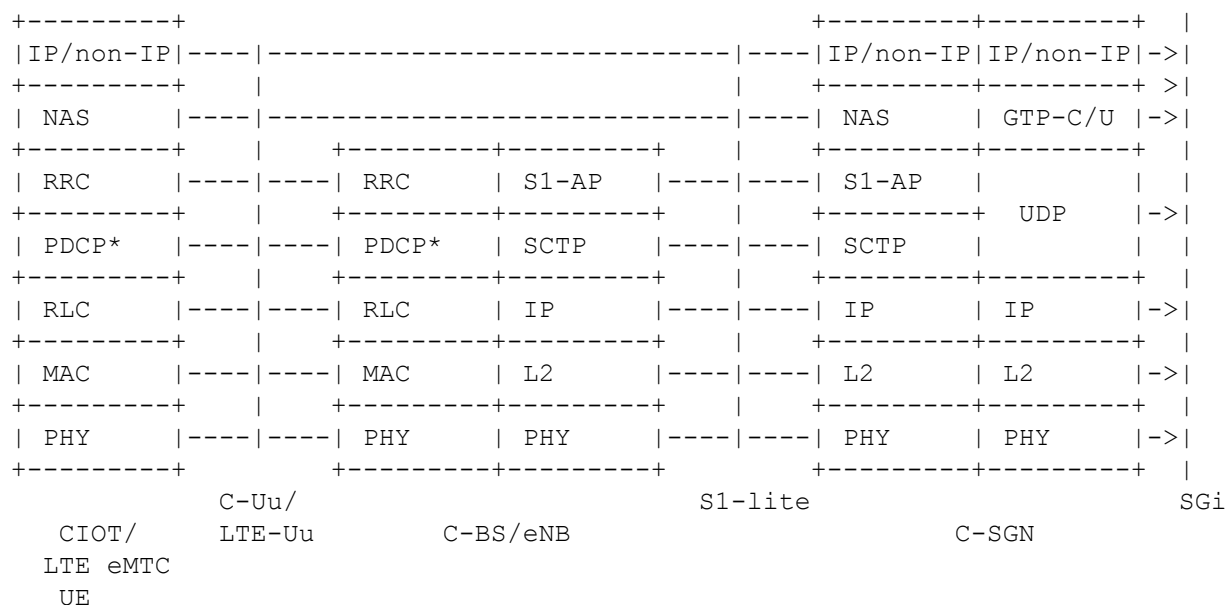 +---------+                                       +---------+---------+  |
|IP/non-IP|----|-----------------------------|----|IP/non-IP|IP/non-IP|->|
+---------+    |                             |    +---------+---------+ >|
| NAS     |----|-----------------------------|----| NAS     | GTP-C/U |->|
+---------+    |    +---------+---------+    |    +---------+---------+  |
| RRC     |----|----| RRC     | S1-AP   |----|----| S1-AP   |         |  |
+---------+    |    +---------+---------+    |    +---------+  UDP    |->|
| PDCP*   |----|----| PDCP*   | SCTP    |----|----| SCTP    |         |  |
+---------+    |    +---------+---------+    |    +---------+---------+  |
| RLC     |----|----| RLC     | IP      |----|----| IP      | IP      |->|
+---------+    |    +---------+---------+    |    +---------+---------+  |
| MAC     |----|----| MAC     | L2      |----|----| L2      | L2      |->|
+---------+    |    +---------+---------+    |    +---------+---------+  |
| PHY     |----|----| PHY     | PHY     |----|----| PHY     | PHY     |->|
+---------+         +---------+---------+         +---------+---------+  |
             C-Uu/                         S1-lite                       SGi
   CIOT/     LTE-Uu        C-BS/eNB                        C-SGN
  LTE eMTC
   UE